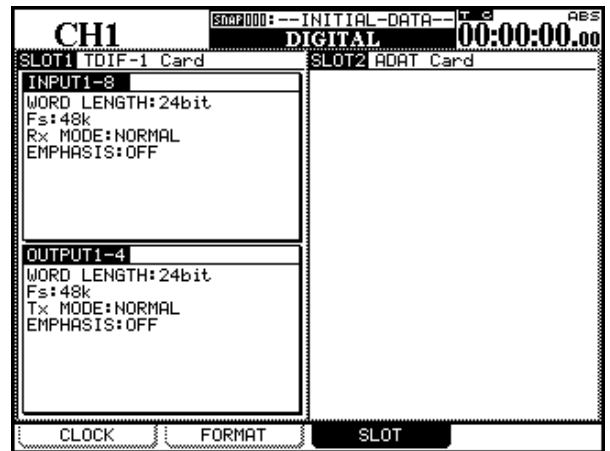 CH1
SNAP000:--INITIAL-DATA--
DIGITAL
T C
ABS
00:00:00.00
SLOT1 TDIF-1 Card
INPUT1-8
WORD LENGTH:24bit
Fs:48k
Rx MODE:NORMAL
EMPHASIS:OFF
OUTPUT1-4
WORD LENGTH:24bit
Fs:48k
Tx MODE:NORMAL
EMPHASIS:OFF
SLOT2 ADAT Card
CLOCK
FORMAT
SLOT